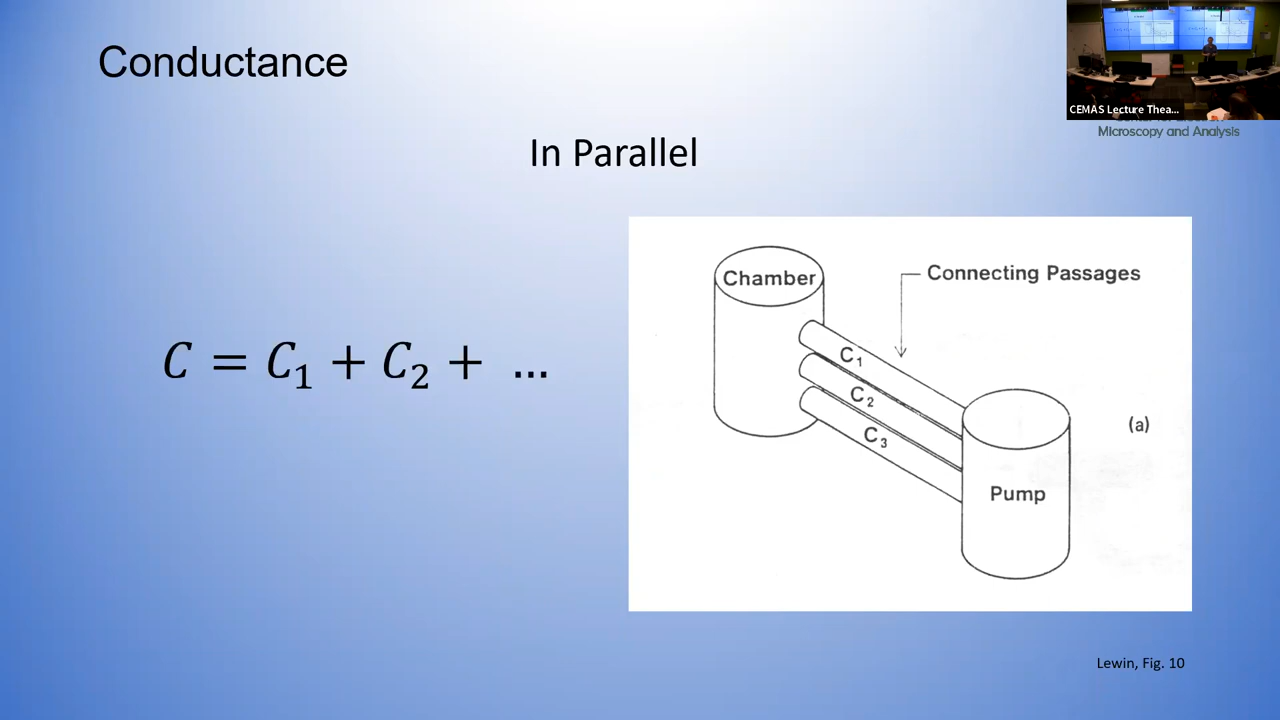 Conductance
CEMAS Lecture Thea...
Microscopy and Analysis
In Parallel
C = C₁ + C₂ + ...
Chamber
Connecting Passages
C₁
C₂
C₃
(a)
Pump
Lewin, Fig. 10